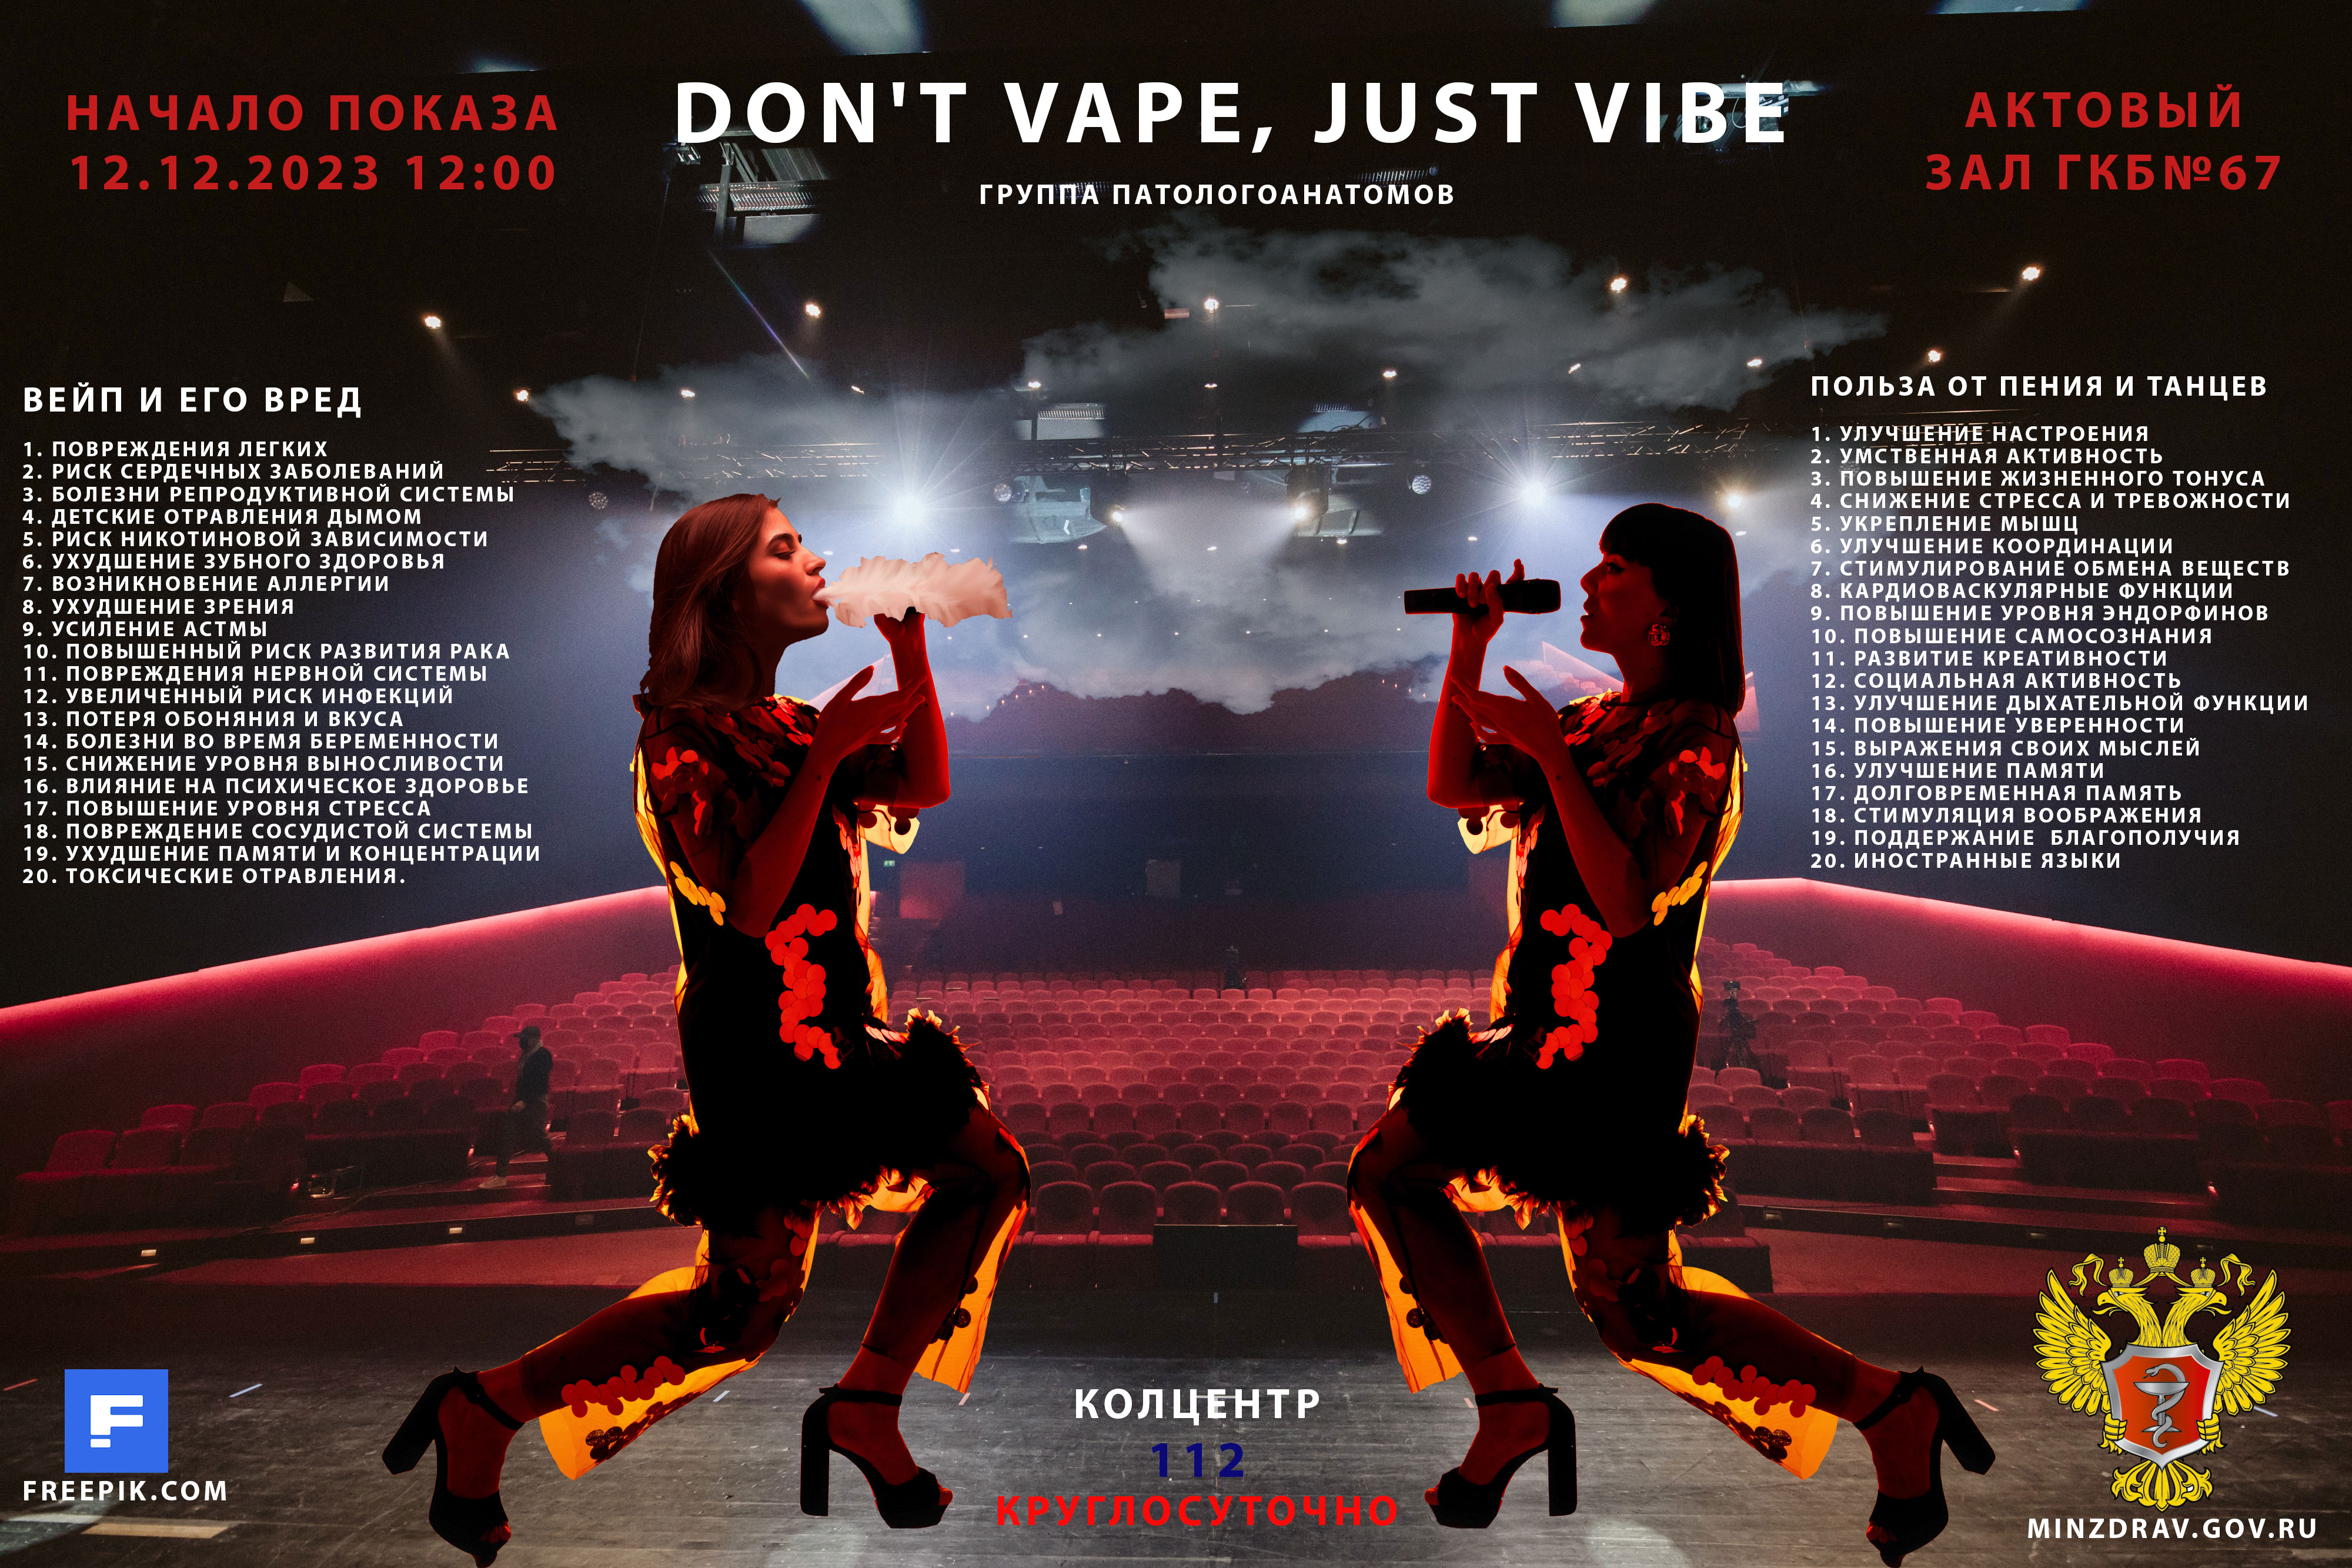 НАЧАЛО ПОКАЗА
12.12.2023 12:00
DON'T VAPE, JUST VIBE
ГРУППА ПАТОЛОГОАНАТОМОВ
АКТОВЫЙ
ЗАЛ ГКБ№67
ВЕЙП И ЕГО ВРЕД
1. ПОВРЕЖДЕНИЯ ЛЕГКИХ
2. РИСК СЕРДЕЧНЫХ ЗАБОЛЕВАНИЙ
3. БОЛЕЗНИ РЕПРОДУКТИВНОЙ СИСТЕМЫ
4. ДЕТСКИЕ ОТРАВЛЕНИЯ ДЫМОМ
5. РИСК НИКОТИНОВОЙ ЗАВИСИМОСТИ
6. УХУДШЕНИЕ ЗУБНОГО ЗДОРОВЬЯ
7. ВОЗНИКНОВЕНИЕ АЛЛЕРГИИ
8. УХУДШЕНИЕ ЗРЕНИЯ
9. УСИЛЕНИЕ АСТМЫ
10. ПОВЫШЕННЫЙ РИСК РАЗВИТИЯ РАКА
11. ПОВРЕЖДЕНИЯ НЕРВНОЙ СИСТЕМЫ
12. УВЕЛИЧЕННЫЙ РИСК ИНФЕКЦИЙ
13. ПОТЕРЯ ОБОНЯНИЯ И ВКУСА
14. БОЛЕЗНИ ВО ВРЕМЯ БЕРЕМЕННОСТИ
15. СНИЖЕНИЕ УРОВНЯ ВЫНОСЛИВОСТИ
16. ВЛИЯНИЕ НА ПСИХИЧЕСКОЕ ЗДОРОВЬЕ
17. ПОВЫШЕНИЕ УРОВНЯ СТРЕССА
18. ПОВРЕЖДЕНИЕ СОСУДИСТОЙ СИСТЕМЫ
19. УХУДШЕНИЕ ПАМЯТИ И КОНЦЕНТРАЦИИ
20. ТОКСИЧЕСКИЕ ОТРАВЛЕНИЯ.
ПОЛЬЗА ОТ ПЕНИЯ И ТАНЦЕВ
1. УЛУЧШЕНИЕ НАСТРОЕНИЯ
2. УМСТВЕННАЯ АКТИВНОСТЬ
3. ПОВЫШЕНИЕ ЖИЗНЕННОГО ТОНУСА
4. СНИЖЕНИЕ СТРЕССА И ТРЕВОЖНОСТИ
5. УКРЕПЛЕНИЕ МЫШЦ
6. УЛУЧШЕНИЕ КООРДИНАЦИИ
7. СТИМУЛИРОВАНИЕ ОБМЕНА ВЕЩЕСТВ
8. КАРДИОВАСКУЛЯРНЫЕ ФУНКЦИИ
9. ПОВЫШЕНИЕ УРОВНЯ ЭНДОРФИНОВ
10. ПОВЫШЕНИЕ САМОСОЗНАНИЯ
11. РАЗВИТИЕ КРЕАТИВНОСТИ
12. СОЦИАЛЬНАЯ АКТИВНОСТЬ
13. УЛУЧШЕНИЕ ДЫХАТЕЛЬНОЙ ФУНКЦИИ
14. ПОВЫШЕНИЕ УВЕРЕННОСТИ
15. ВЫРАЖЕНИЯ СВОИХ МЫСЛЕЙ
16. УЛУЧШЕНИЕ ПАМЯТИ
17. ДОЛГОВРЕМЕННАЯ ПАМЯТЬ
18. СТИМУЛЯЦИЯ ВООБРАЖЕНИЯ
19. ПОДДЕРЖАНИЕ БЛАГОПОЛУЧИЯ
20. ИНОСТРАННЫЕ ЯЗЫКИ
FREEPIK.COM
КОЛЦЕНТР
112
КРУГЛОСУТОЧНО
MINZDRAV.GOV.RU